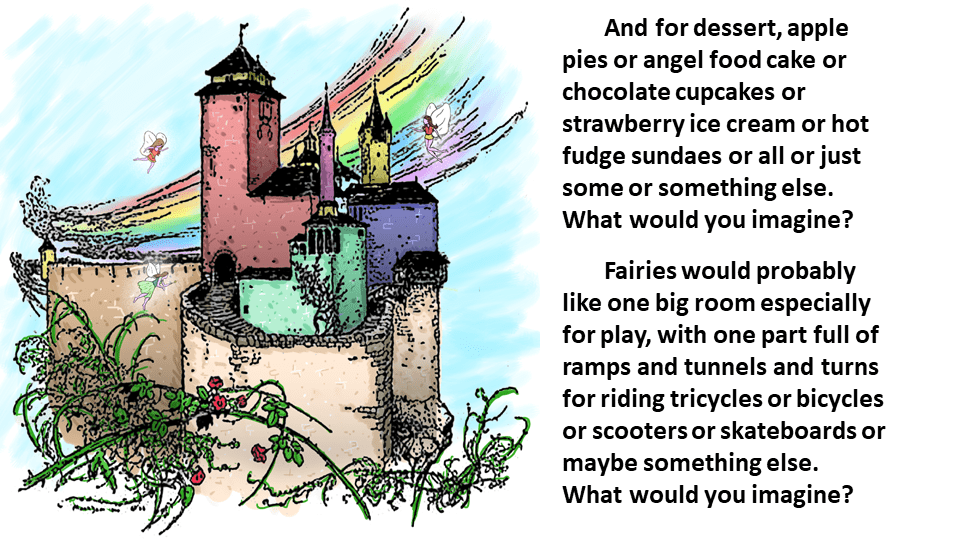 And for dessert, apple
pies or angel food cake or
chocolate cupcakes or
strawberry ice cream or hot
fudge sundaes or all or just
some or something else.
What would you imagine?
Fairies would probably
like one big room especially
for play, with one part full of
ramps and tunnels and turns
for riding tricycles or bicycles
or scooters or skateboards or
maybe something else.
What would you imagine?